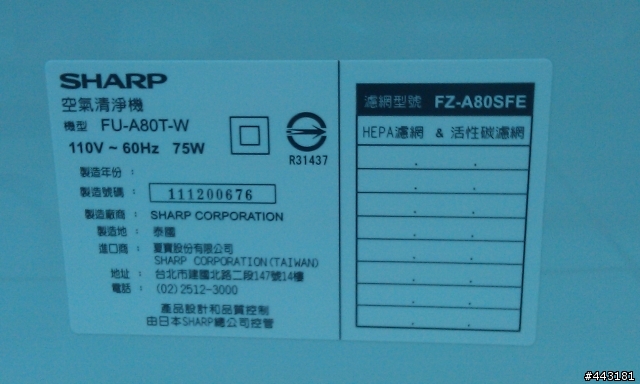 SHARP
空氣清淨機
機型 FU-A80T-W
110V ~ 60Hz 75W
R31437
製造年份：
製造號碼： 111200676
製造廠商： SHARP CORPORATION
製造地： 泰國
進口商： 夏寶股份有限公司
SHARP CORPORATION(TAIWAN)
地址： 台北市建國北路二段147號14樓
電話： (02)2512-3000
產品設計和品質控制
由日本SHARP總公司控管
濾網型號 FZ-A80SFE
HEPA濾網 & 活性碳濾網
#443181